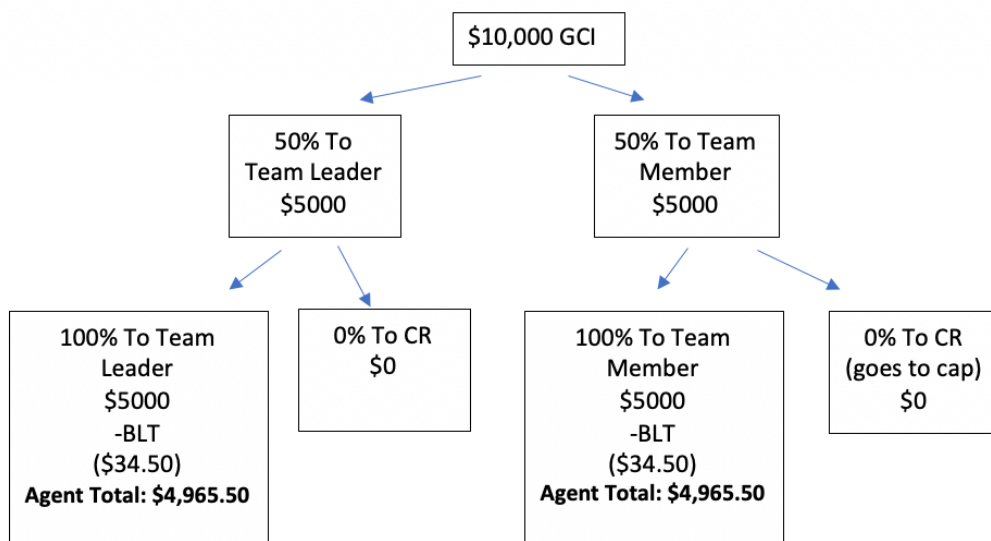 $10,000 GCI
50% To
Team Leader
$5000
50% To Team
Member
$5000
100% To Team
Leader
$5000
-BLT
($34.50)
Agent Total: $4,965.50
0% To CR
$0
100% To Team
Member
$5000
-BLT
($34.50)
Agent Total: $4,965.50
0% To CR
(goes to cap)
$0